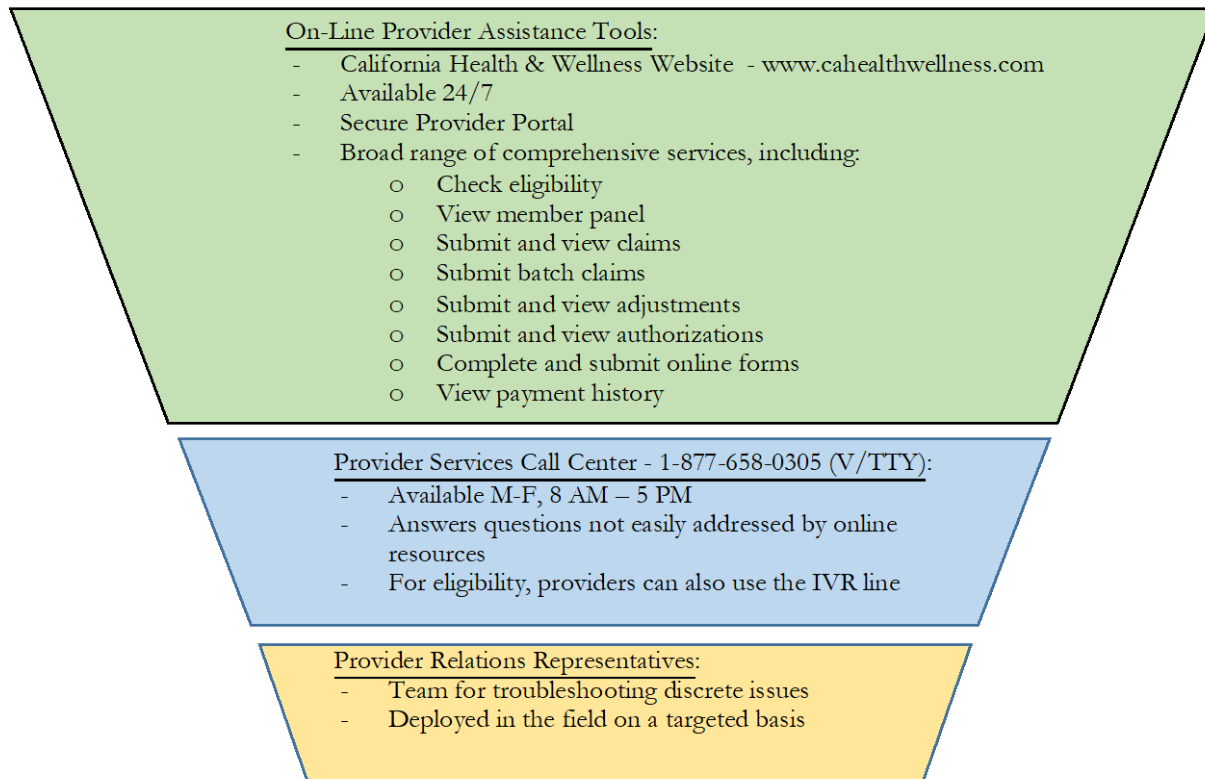 On-Line Provider Assistance Tools:
- California Health & Wellness Website - www.cahealthwellness.com
- Available 24/7
- Secure Provider Portal
- Broad range of comprehensive services, including:
o Check eligibility
o View member panel
o Submit and view claims
o Submit batch claims
o Submit and view adjustments
o Submit and view authorizations
o Complete and submit online forms
o View payment history
Provider Services Call Center - 1-877-658-0305 (V/TTY):
- Available M-F, 8 AM – 5 PM
- Answers questions not easily addressed by online
resources
- For eligibility, providers can also use the IVR line
Provider Relations Representatives:
- Team for troubleshooting discrete issues
- Deployed in the field on a targeted basis